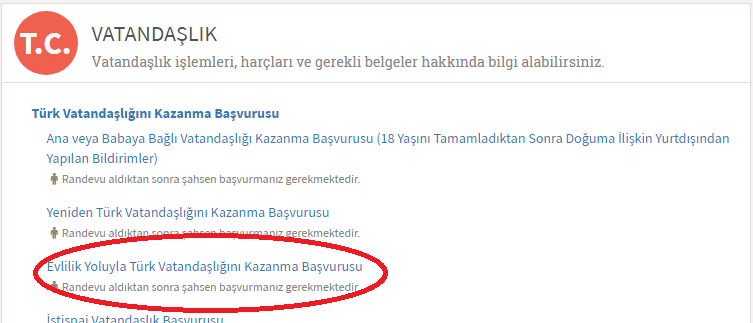 T.C.
VATANDAŞLIK
Vatandaşlık işlemleri, harçları ve gerekli belgeler hakkında bilgi alabilirsiniz.
Türk Vatandaşlığını Kazanma Başvurusu
Ana veya Babaya Bağlı Vatandaşlığı Kazanma Başvurusu (18 Yaşını Tamamladıktan Sonra Doğuma İlişkin Yurtdışından
Yapılan Bildirimler)
Randevu aldıktan sonra şahsen başvurmanız gerekmektedir.
Yeniden Türk Vatandaşlığını Kazanma Başvurusu
Randevu aldıktan sonra şahsen başvurmanız gerekmektedir.
Evlilik Yoluyla Türk Vatandaşlığını Kazanma Başvurusu
Randevu aldıktan sonra şahsen başvurmanız gerekmektedir.
İstisnai Vatandaşlık Başvurusu